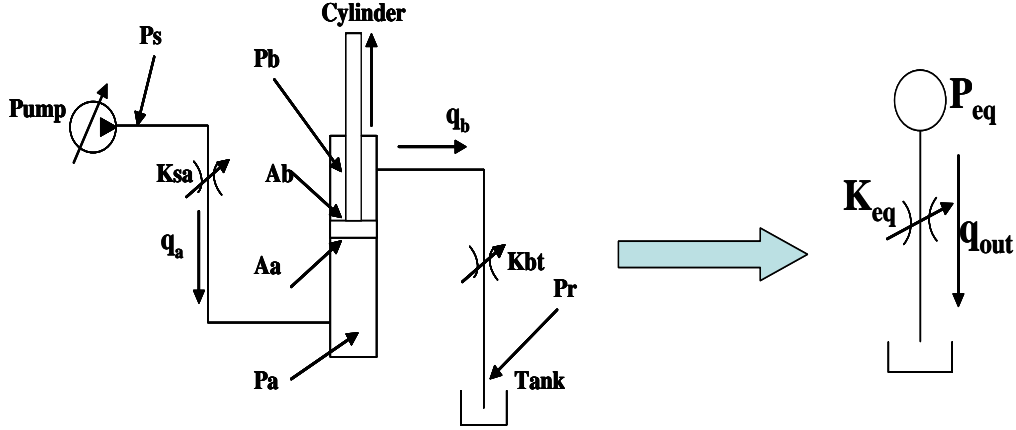 Cylinder
Ps
Pb
Pump
qb
Peq
Ksa
Ab
Keq
qa
qout
Aa
Kbt
Pr
Pa
Tank